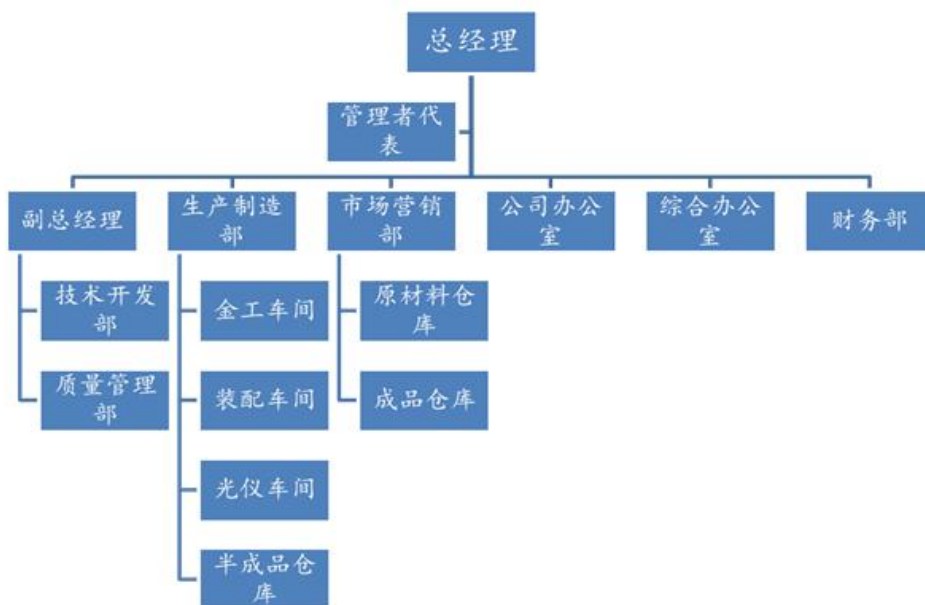 总经理
管理者代
表
副总经理
生产制造
部
市场营销
部
公司办公
室
综合办公
室
财务部
技术开发
部
质量管理
部
金工车间
装配车间
光仪车间
半成品仓
库
原材料仓
库
成品仓库